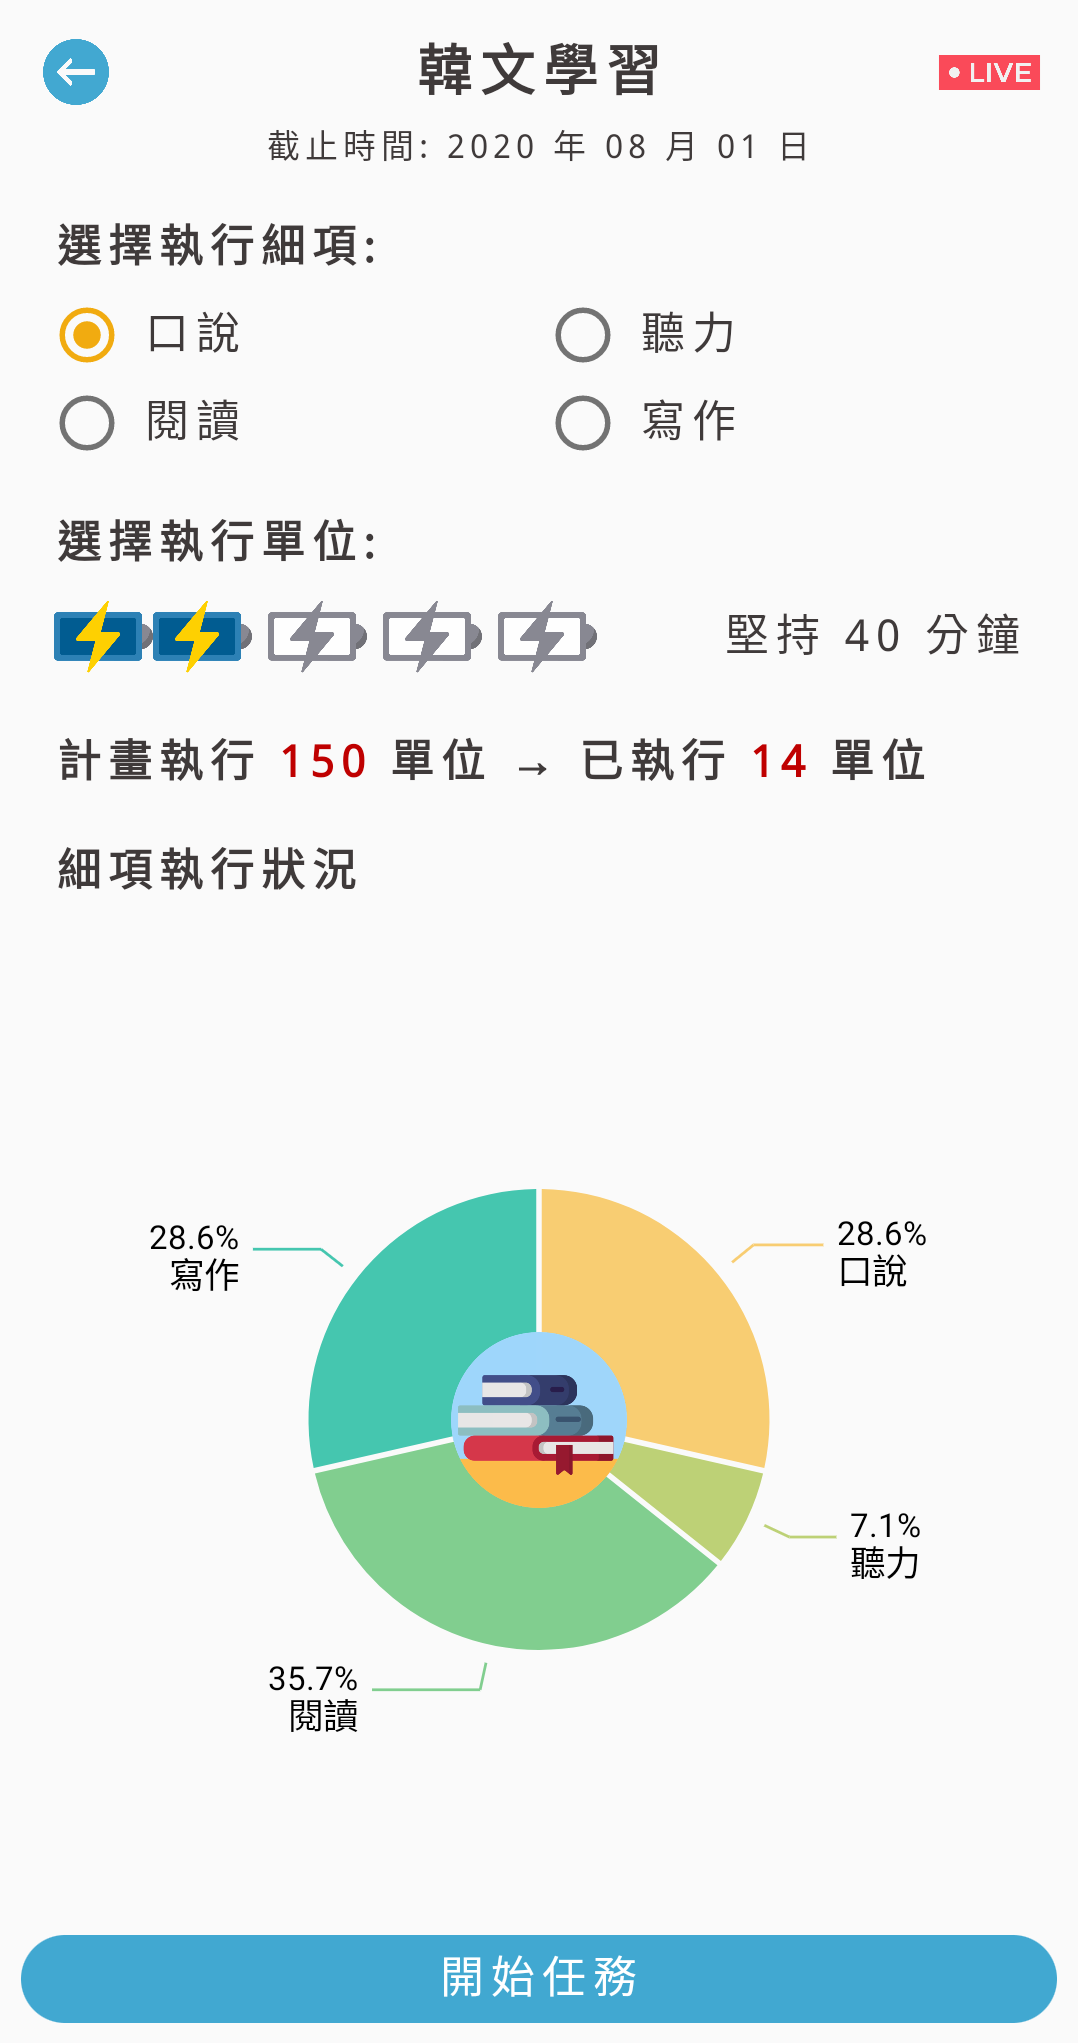 韓文學習
LIVE
截止時間: 2020 年 08 月 01 日
選擇執行細項:
口說
聽力
閱讀
寫作
選擇執行單位:
堅持 40 分鐘
計畫執行 150 單位 → 已執行 14 單位
細項執行狀況
28.6%
寫作
28.6%
口說
7.1%
聽力
35.7%
閱讀
開始任務